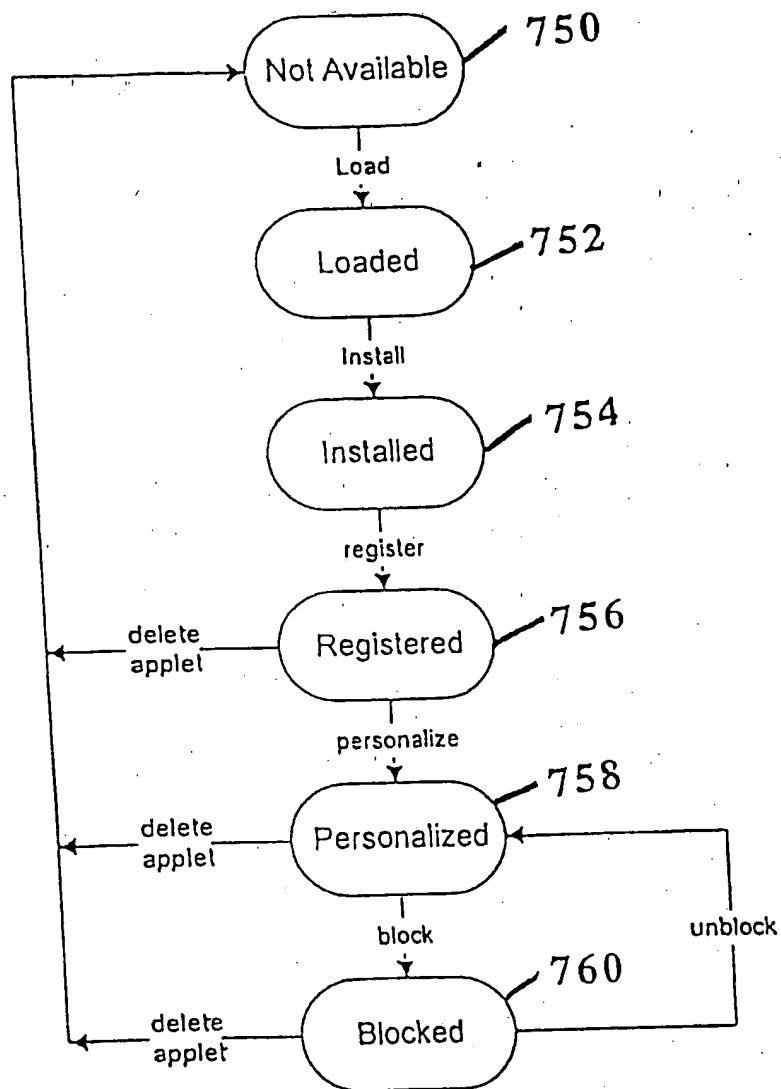 750
Not Available
Load
752
Loaded
Install
754
Installed
register
756
Registered
delete
applet
personalize
758
Personalized
delete
applet
block
unblock
760
Blocked
delete
applet